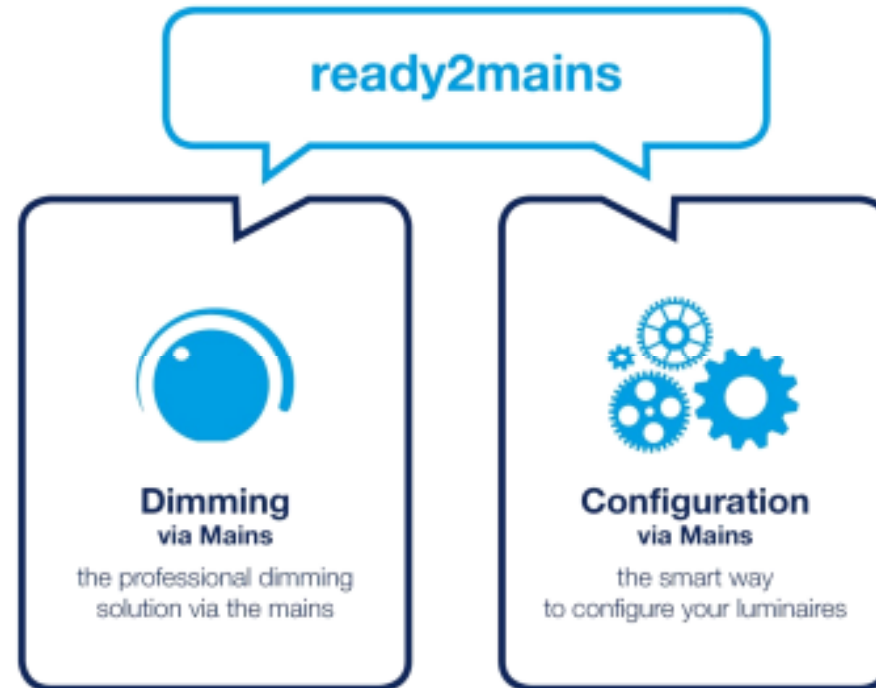 ready2mains
Dimming
via Mains
the professional dimming
solution via the mains
Configuration
via Mains
the smart way
to configure your luminaires